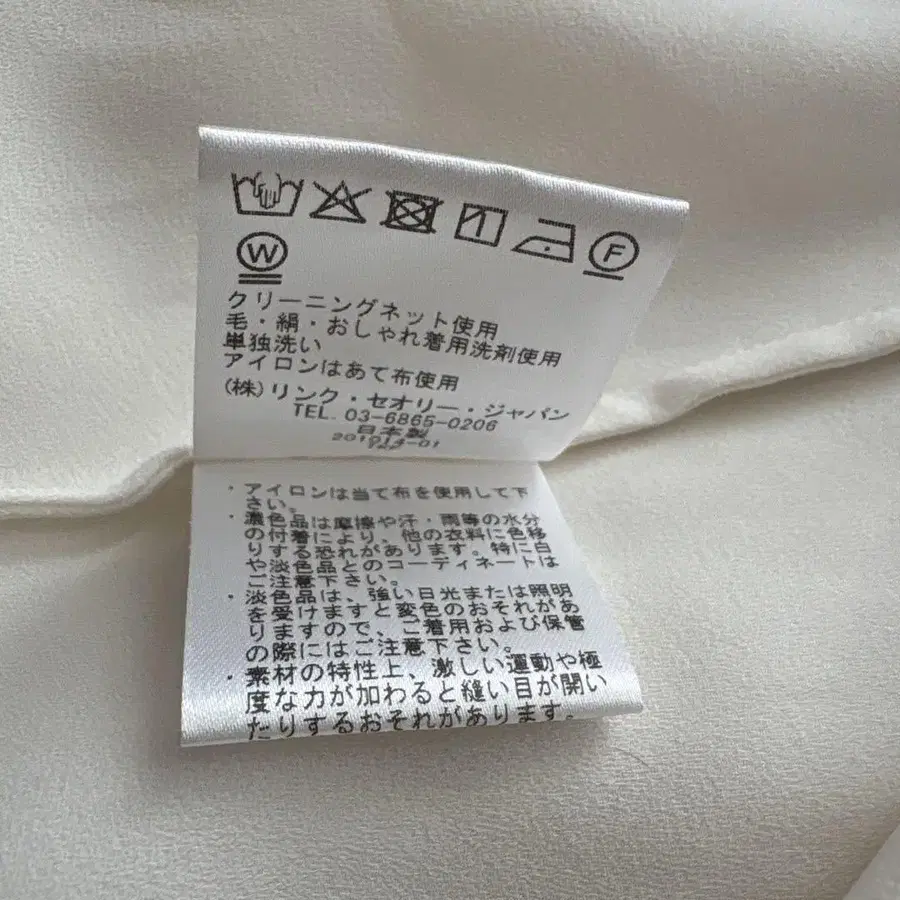 W
F
クリーニングネット使用
毛・絹・おしゃれ着用洗剤使用
単独洗い
アイロンはあて布使用
(株)リンク・セオリー・ジャパン
TEL. 03-6865-0206
日本製
・アイロンは当て布を使用して下
さい。
・濃色品は摩擦や汗・雨等の水分
の付着により、他の衣料に色移
りする恐れがあります。特に白
や淡色品とのコーディネートは
ご注意下さい。
・淡色品は、強い日光または照明
を受けますと変色のおそれがあ
りますので、ご着用および保管
の際にはご注意下さい。
・素材の特性上、激しい運動や極
度な力が加わると縫い目が開い
たりするおそれがあります。